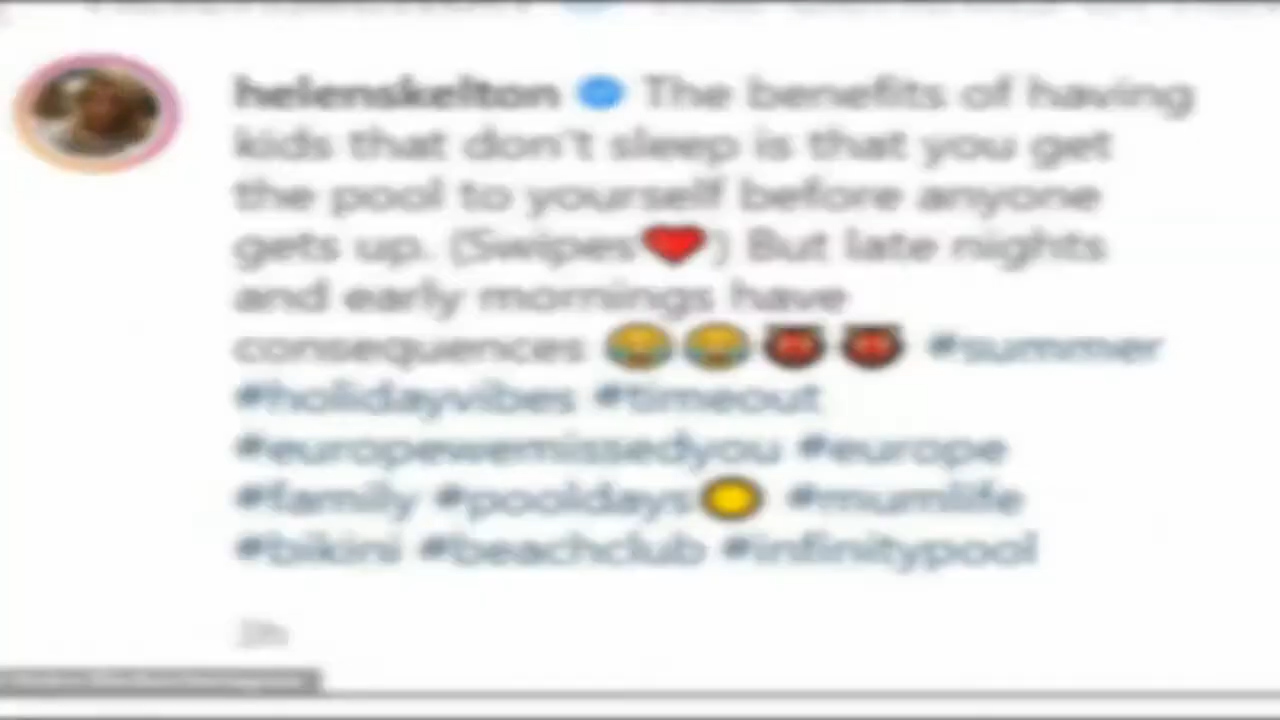 helenskelton The benefits of having
kids that don't sleep is that you get
the pool to yourself before anyone
gets up. (Swipes❤️) But late nights
and early mornings have
consequences 😂😂👹👹 #summer
#holidayvibes #timeout
#europewemissedyou #europe
#family #pooldays🌞 #mumlife
#bikini #beachclub #infinitypool
2h